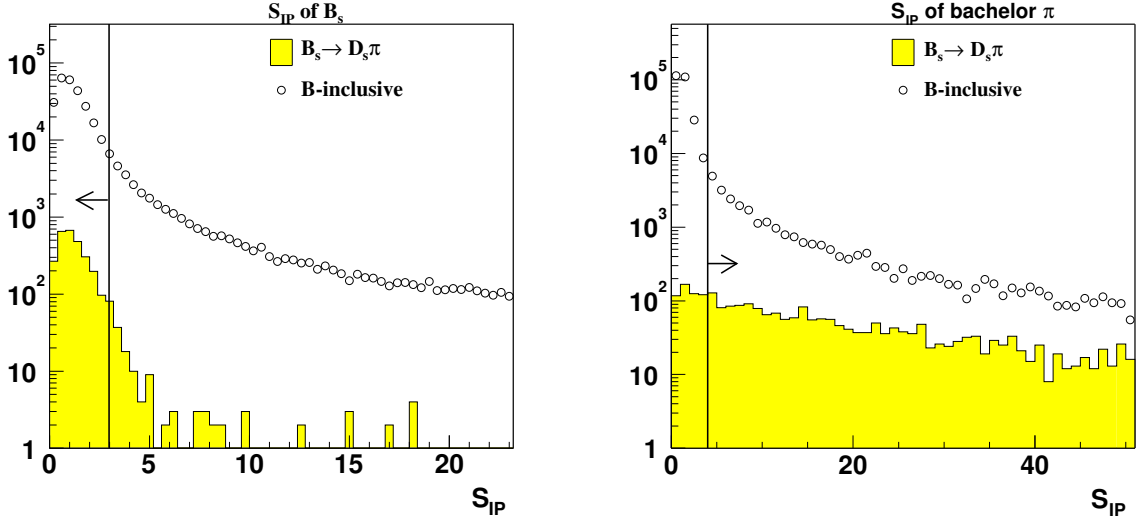 S_IP of B_s
B_s → D_s π
B-inclusive
10^5
10^4
10^3
10^2
10
1
0 5 10 15 20
S_IP
S_IP of bachelor π
B_s → D_s π
B-inclusive
10^5
10^4
10^3
10^2
10
1
0 20 40
S_IP